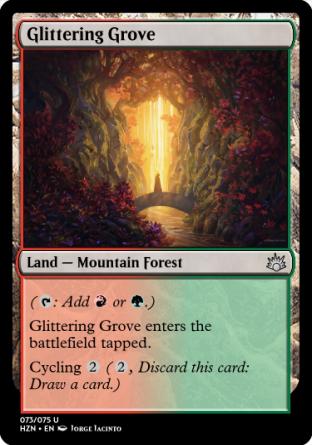 Glittering Grove
Land — Mountain Forest
( : Add or .)
Glittering Grove enters the
battlefield tapped.
Cycling 2 ( 2 , Discard this card:
Draw a card.)
073/075 U
HZN • EN Jorge Jacinto